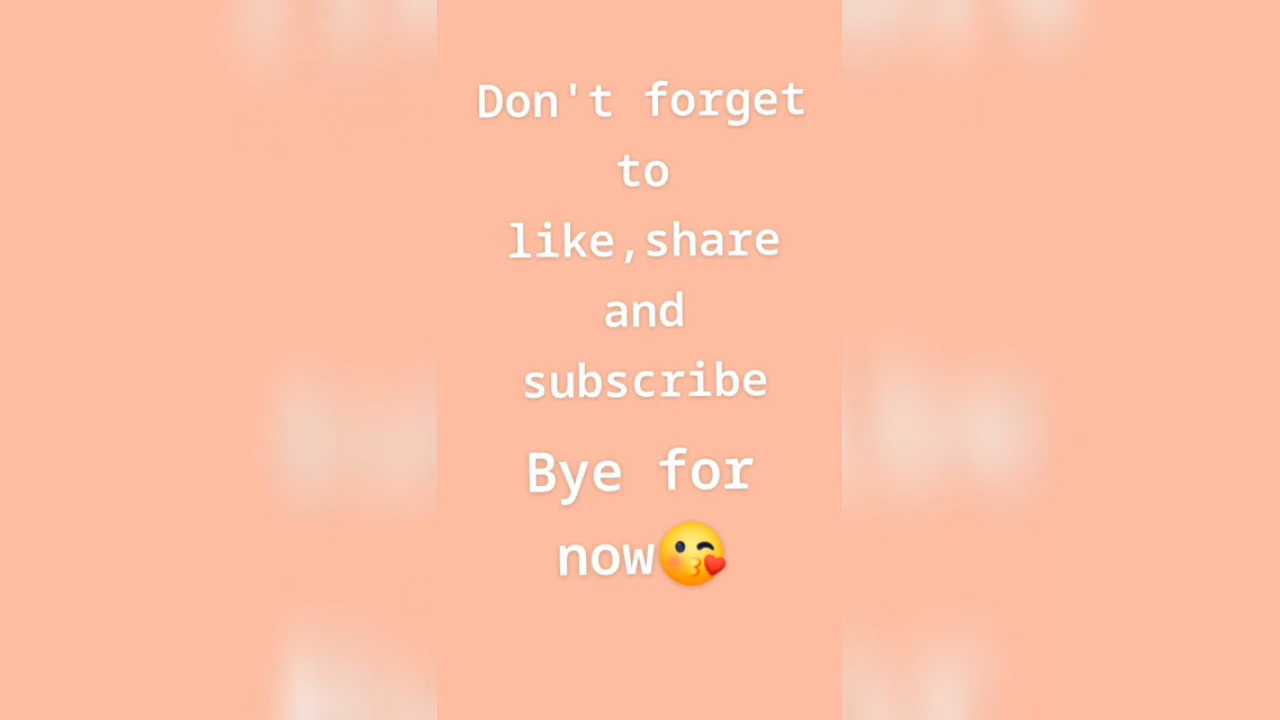 Don't forget
to
like,share
and
subscribe
Bye for
now😘